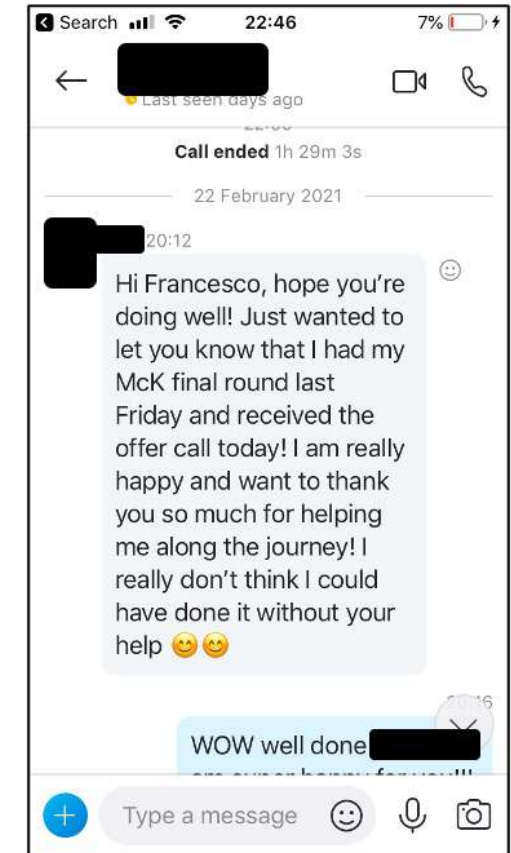 Search 22:46 7%
Last seen days ago
Call ended 1h 29m 3s
22 February 2021
20:12
Hi Francesco, hope you're
doing well! Just wanted to
let you know that I had my
McK final round last
Friday and received the
offer call today! I am really
happy and want to thank
you so much for helping
me along the journey! I
really don't think I could
have done it without your
help 😊😊
WOW well done
Type a message